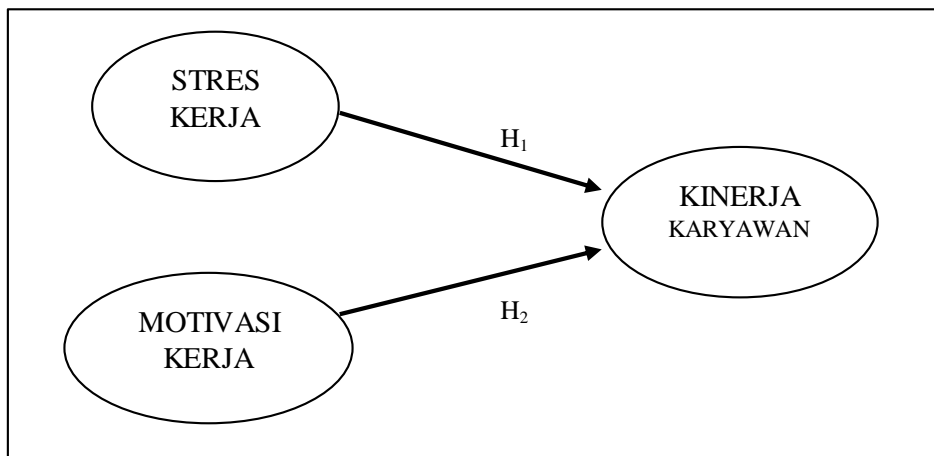 STRES
KERJA
H₁
KINERJA
KARYAWAN
MOTIVASI
KERJA
H₂